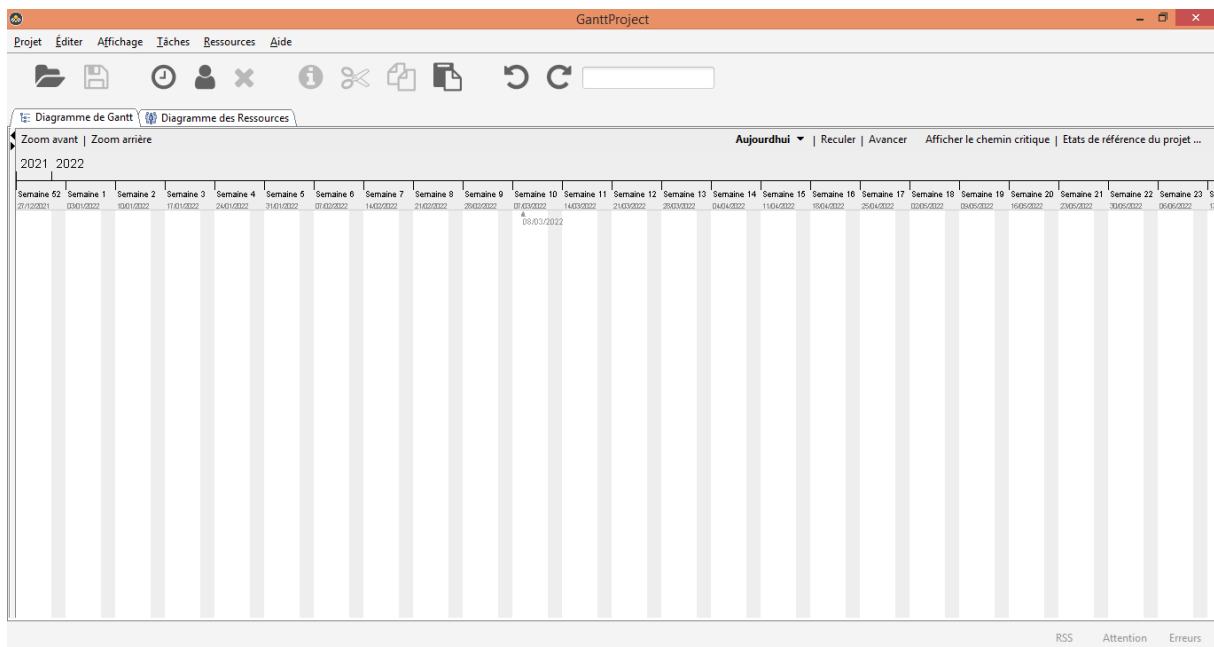 GanttProject
Projet Éditer Affichage Tâches Ressources Aide
Diagramme de Gantt Diagramme des Ressources
Zoom avant | Zoom arrière Aujourdhui | Reculer | Avancer Afficher le chemin critique | Etats de référence du projet ...
2021 2022
Semaine 52 Semaine 1 Semaine 2 Semaine 3 Semaine 4 Semaine 5 Semaine 6 Semaine 7 Semaine 8 Semaine 9 Semaine 10 Semaine 11 Semaine 12 Semaine 13 Semaine 14 Semaine 15 Semaine 16 Semaine 17 Semaine 18 Semaine 19 Semaine 20 Semaine 21 Semaine 22 Semaine 23 S
27/12/2021 03/01/2022 10/01/2022 17/01/2022 24/01/2022 31/01/2022 07/02/2022 14/02/2022 21/02/2022 28/02/2022 07/03/2022 14/03/2022 21/03/2022 28/03/2022 04/04/2022 11/04/2022 18/04/2022 25/04/2022 02/05/2022 09/05/2022 16/05/2022 23/05/2022 30/05/2022 06/06/2022
08/03/2022
RSS Attention Erreurs